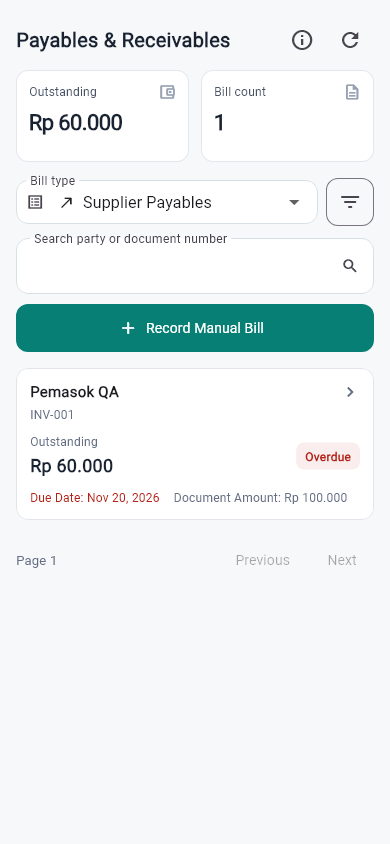 Payables & Receivables
Outstanding
Rp 60.000
Bill count
1
Bill type
Supplier Payables
Search party or document number
Record Manual Bill
Pemasok QA
INV-001
Outstanding
Rp 60.000
Overdue
Due Date: Nov 20, 2026 Document Amount: Rp 100.000
Page 1 Previous Next